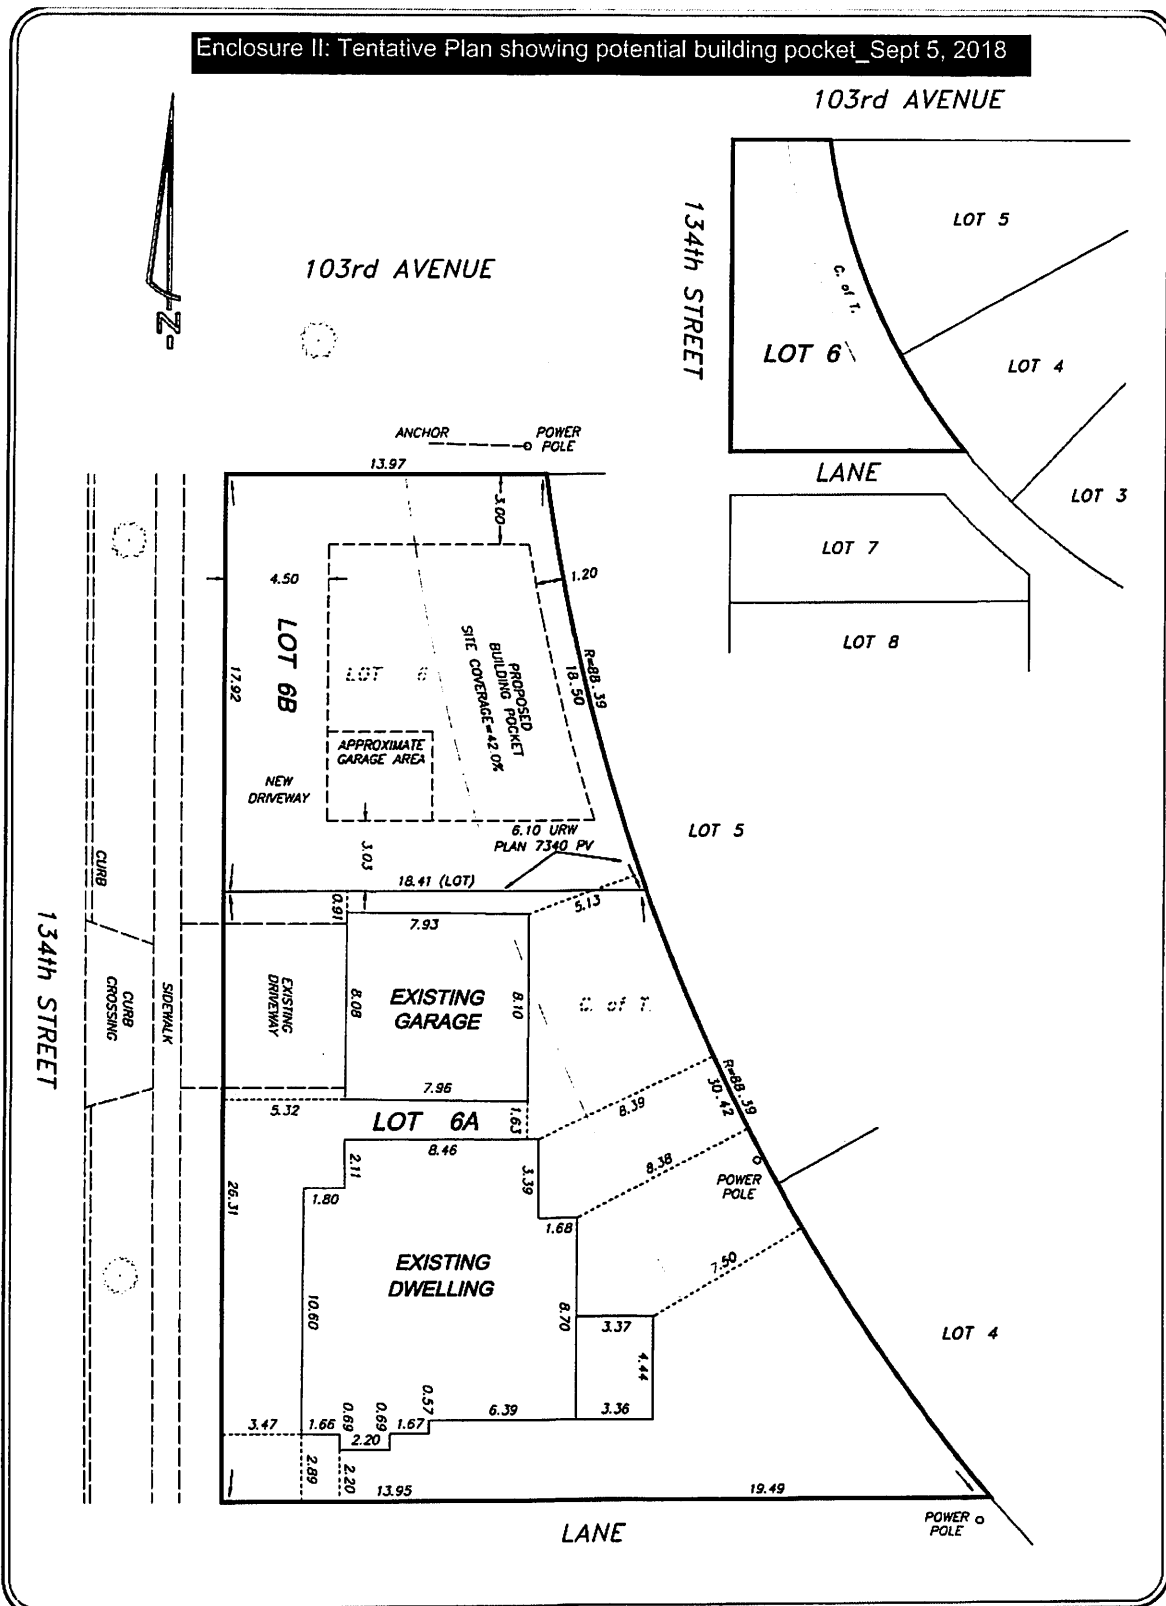 Enclosure II: Tentative Plan showing potential building pocket_Sept 5, 2018
103rd AVENUE
134th STREET
LOT 5
C. of T.
LOT 6
LOT 4
LANE
LOT 3
LOT 7
LOT 8
N
103rd AVENUE
ANCHOR
POWER
POLE
13.97
3.00
4.50
1.20
LOT 6B
LOT 6
PROPOSED
BUILDING POCKET
SITE COVERAGE=42.0%
R=88.39
18.50
17.92
APPROXIMATE
GARAGE AREA
NEW
DRIVEWAY
3.03
6.10 URW
PLAN 7340 PV
LOT 5
18.41 (LOT)
0.91
7.93
5.13
CURB
134th STREET
CURB
CROSSING
SIDEWALK
EXISTING
DRIVEWAY
8.08
EXISTING
GARAGE
8.10
C. of T.
7.96
5.32
LOT 6A
1.63
8.39
R=88.39
30.42
8.46
2.11
3.39
8.38
POWER
POLE
1.80
1.68
26.31
EXISTING
DWELLING
7.50
10.60
8.70
3.37
4.44
LOT 4
3.47
1.66
0.69
2.20
0.69
1.67
0.57
6.39
3.36
2.89
2.20
13.95
19.49
POWER
POLE
LANE